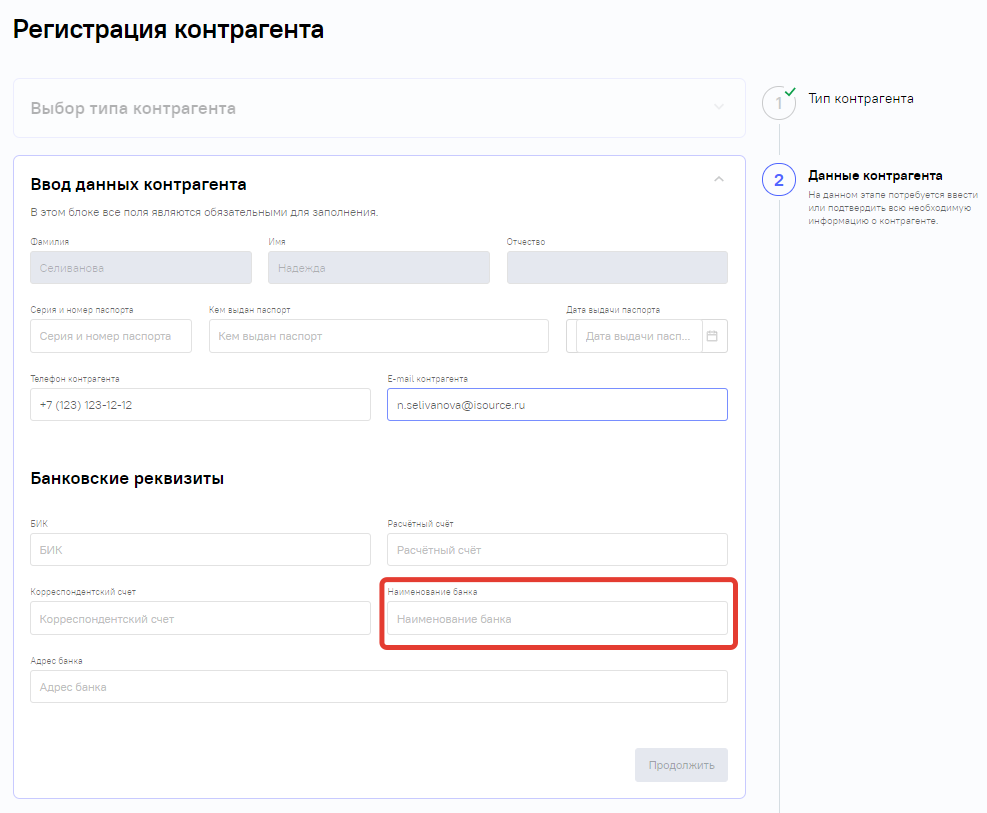 Регистрация контрагента
Выбор типа контрагента
1
Тип контрагента
Ввод данных контрагента
В этом блоке все поля являются обязательными для заполнения.
2
Данные контрагента
На данном этапе потребуется ввести
или подтвердить всю необходимую
информацию о контрагенте.
Фамилия Имя Отчество
Селиванова Надежда
Серия и номер паспорта Кем выдан паспорт Дата выдачи паспорта
Серия и номер паспорта Кем выдан паспорт Дата выдачи пасп...
Телефон контрагента E-mail контрагента
+7 (123) 123-12-12 n.selivanova@isource.ru
Банковские реквизиты
БИК Расчётный счёт
БИК Расчётный счёт
Корреспондентский счет Наименование банка
Корреспондентский счет Наименование банка
Адрес банка
Адрес банка
Продолжить